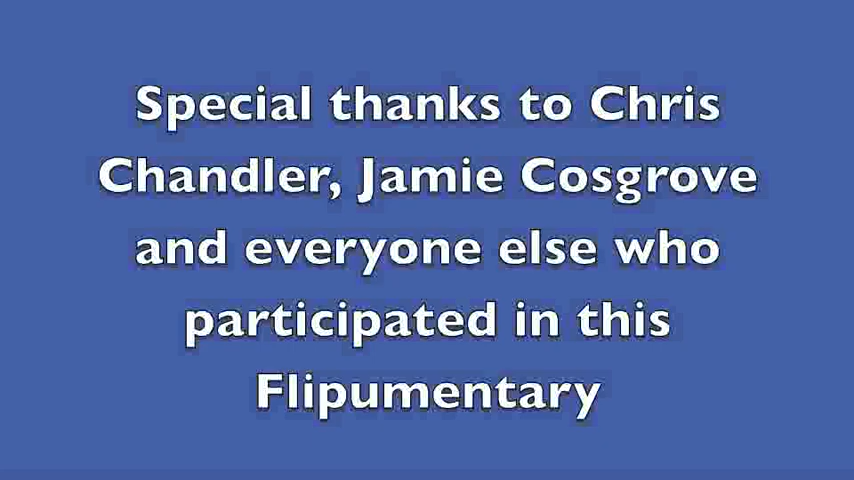 Special thanks to Chris
Chandler, Jamie Cosgrove
and everyone else who
participated in this
Flipumentary